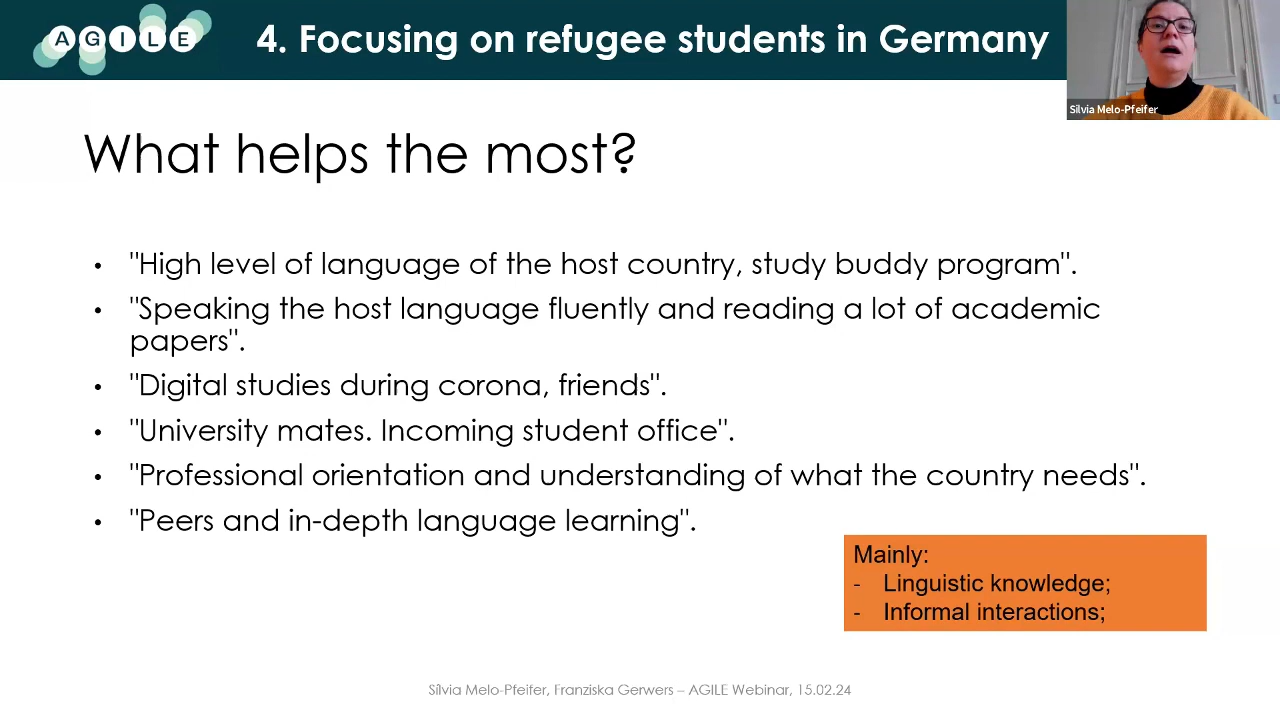 AGILE
4. Focusing on refugee students in Germany
Silvia Melo-Pfeifer
What helps the most?
• "High level of language of the host country, study buddy program".
• "Speaking the host language fluently and reading a lot of academic
papers".
• "Digital studies during corona, friends".
• "University mates. Incoming student office".
• "Professional orientation and understanding of what the country needs".
• "Peers and in-depth language learning".
Mainly:
- Linguistic knowledge;
- Informal interactions;
Sílvia Melo-Pfeifer, Franziska Gerwers – AGILE Webinar, 15.02.24